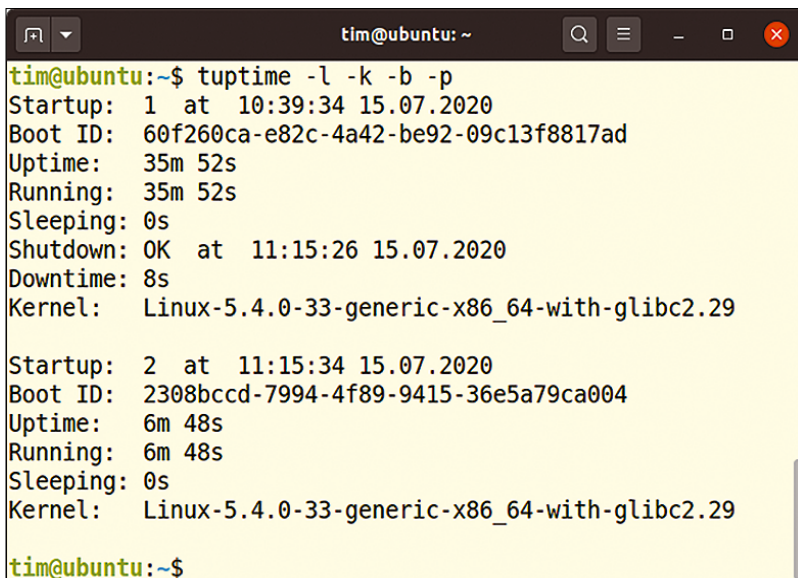 tim@ubuntu: ~
tim@ubuntu:~$ tuptime -l -k -b -p
Startup:  1  at  10:39:34 15.07.2020
Boot ID:  60f260ca-e82c-4a42-be92-09c13f8817ad
Uptime:   35m 52s
Running:  35m 52s
Sleeping: 0s
Shutdown: OK  at  11:15:26 15.07.2020
Downtime: 8s
Kernel:   Linux-5.4.0-33-generic-x86_64-with-glibc2.29
Startup:  2  at  11:15:34 15.07.2020
Boot ID:  2308bccd-7994-4f89-9415-36e5a79ca004
Uptime:   6m 48s
Running:  6m 48s
Sleeping: 0s
Kernel:   Linux-5.4.0-33-generic-x86_64-with-glibc2.29
tim@ubuntu:~$